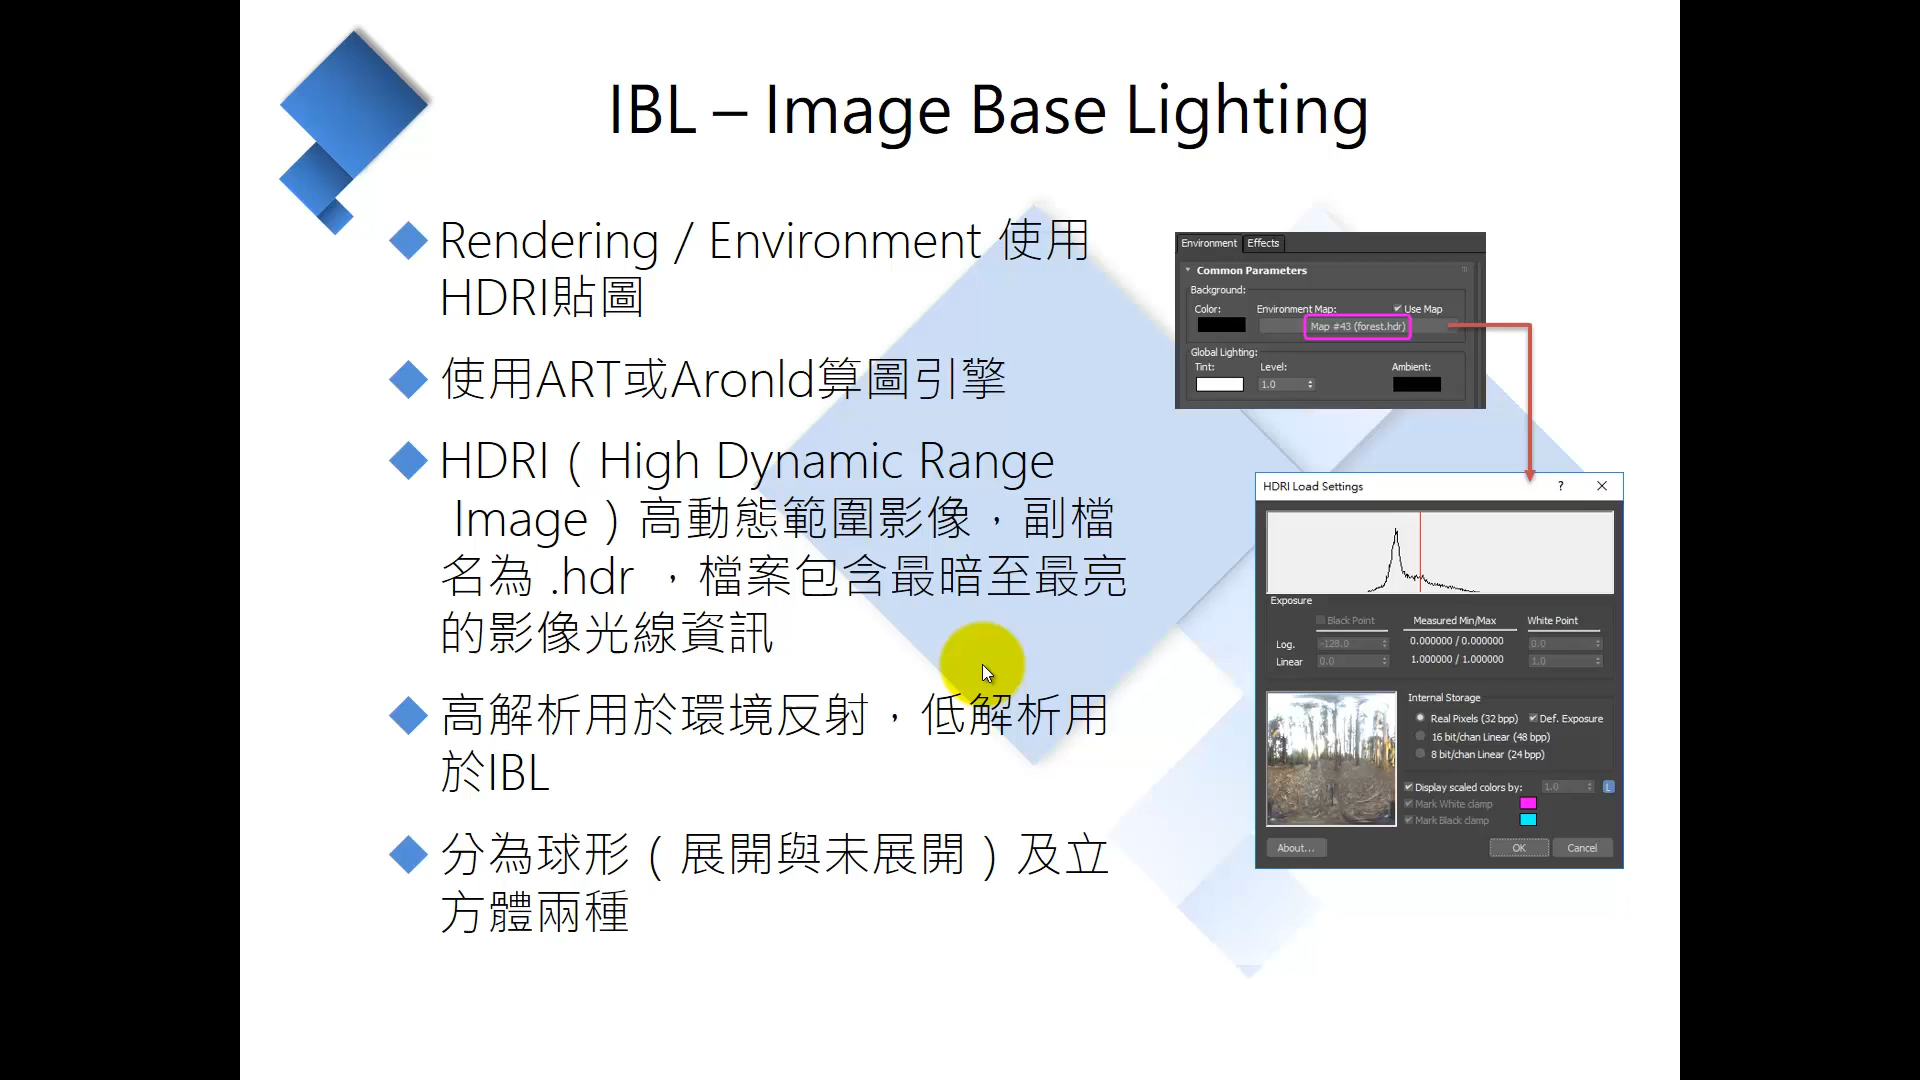 IBL – Image Base Lighting
Rendering / Environment 使用
HDRI貼圖
使用ART或Aronld算圖引擎
HDRI（High Dynamic Range
Image）高動態範圍影像，副檔
名為 .hdr ，檔案包含最暗至最亮
的影像光線資訊
高解析用於環境反射，低解析用
於IBL
分為球形（展開與未展開）及立
方體兩種
Environment Effects
Common Parameters
Background:
Color: Environment Map: Use Map
Map #43 (forest.hdr)
Global Lighting:
Tint: Level: Ambient:
1.0
HDRI Load Settings ?
Exposure
Black Point Measured Min/Max White Point
Log. -128.0 0.000000 / 0.000000 0.0
Linear 0.0 1.000000 / 1.000000 1.0
Internal Storage
Real Pixels (32 bpp) Def. Exposure
16 bit/chan Linear (48 bpp)
8 bit/chan Linear (24 bpp)
Display scaled colors by: 1.0 L
Mark White clamp
Mark Black clamp
About... OK Cancel